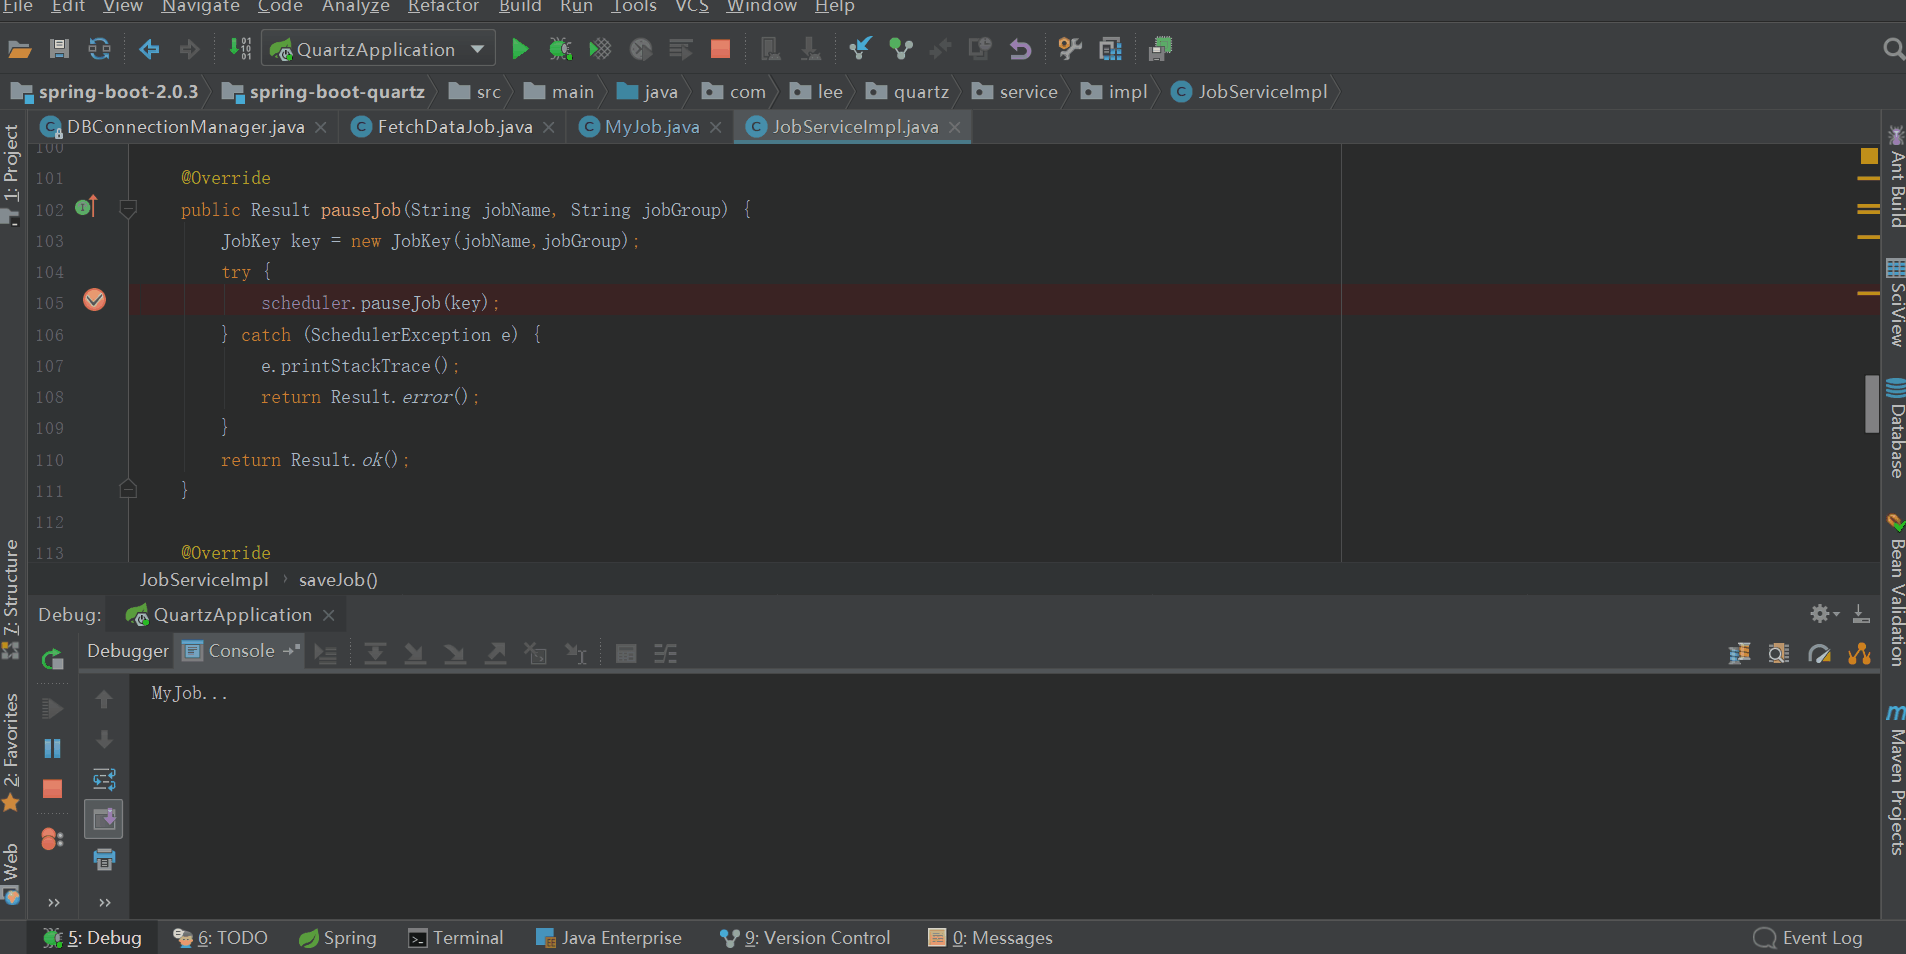 File Edit View Navigate Code Analyze Refactor Build Run Tools VCS Window Help
QuartzApplication
spring-boot-2.0.3 spring-boot-quartz src main java com lee quartz service impl JobServiceImpl
DBConnectionManager.java FetchDataJob.java MyJob.java JobServiceImpl.java
1: Project
7: Structure
2: Favorites
Web
100
101 @Override
102 public Result pauseJob(String jobName, String jobGroup) {
103 JobKey key = new JobKey(jobName,jobGroup);
104 try {
105 scheduler.pauseJob(key);
106 } catch (SchedulerException e) {
107 e.printStackTrace();
108 return Result.error();
109 }
110 return Result.ok();
111 }
112
113 @Override
JobServiceImpl › saveJob()
Ant Build
SciView
Database
Bean Validation
Maven Projects
Debug: QuartzApplication
Debugger Console
MyJob...
5: Debug 6: TODO Spring Terminal Java Enterprise 9: Version Control 0: Messages Event Log